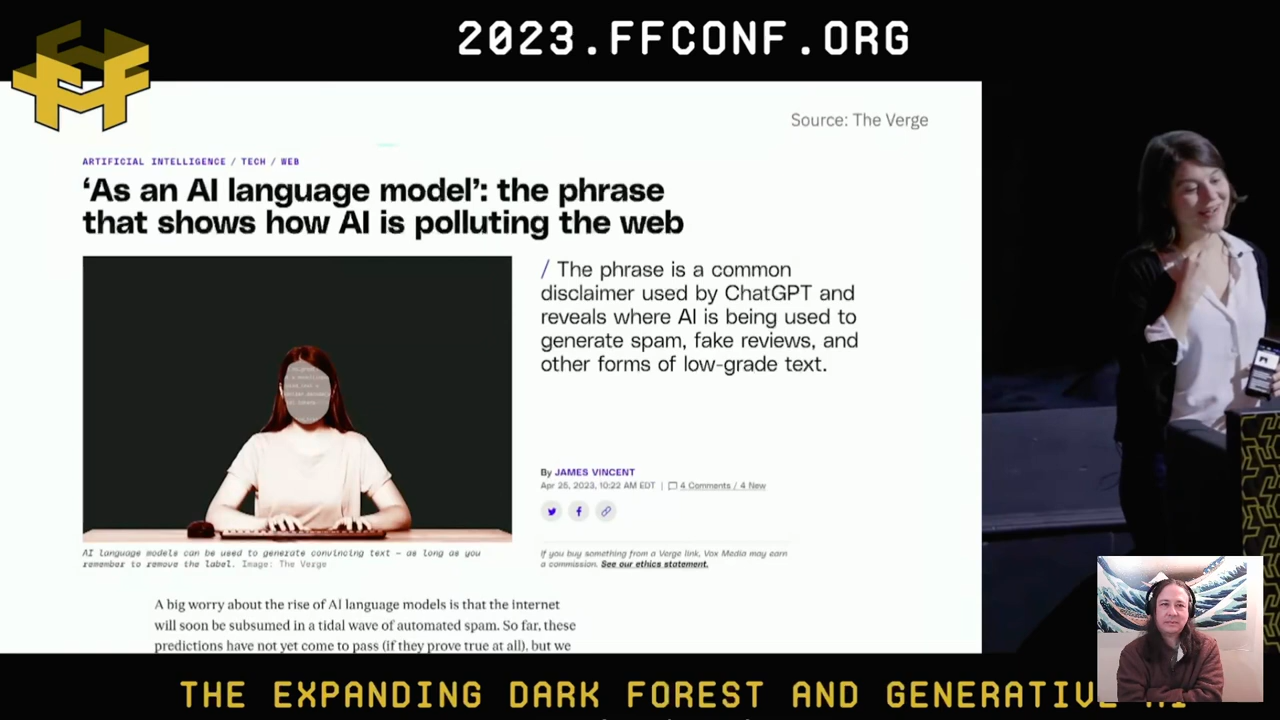 2023.FFCONF.ORG
Source: The Verge
ARTIFICIAL INTELLIGENCE / TECH / WEB
‘As an AI language model’: the phrase
that shows how AI is polluting the web
/ The phrase is a common
disclaimer used by ChatGPT and
reveals where AI is being used to
generate spam, fake reviews, and
other forms of low-grade text.
By JAMES VINCENT
Apr 25, 2023, 10:22 AM EDT | 4 Comments / 4 New
AI language models can be used to generate convincing text — as long as you
remember to remove the label. Image: The Verge
If you buy something from a Verge link, Vox Media may earn
a commission. See our ethics statement.
A big worry about the rise of AI language models is that the internet
will soon be subsumed in a tidal wave of automated spam. So far, these
predictions have not yet come to pass (if they prove true at all), but we
THE EXPANDING DARK FOREST AND GENERATIVE